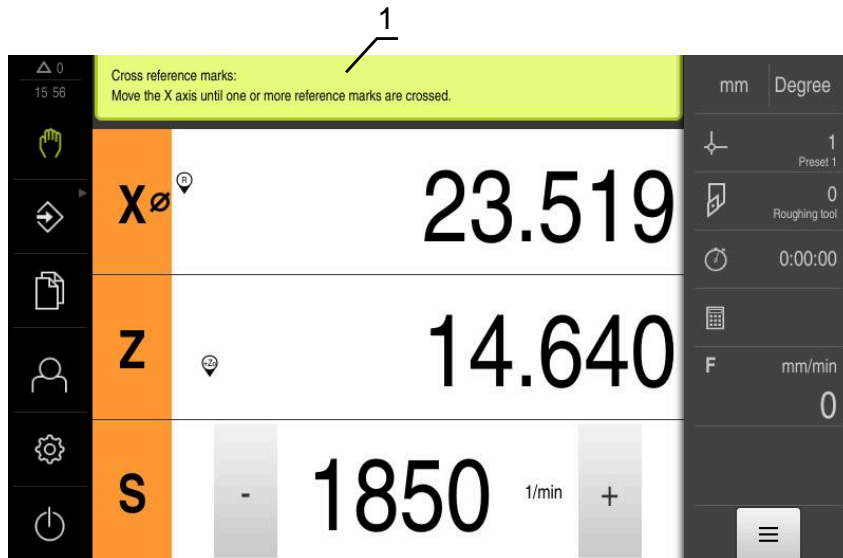 1
0
15 56
Cross reference marks:
Move the X axis until one or more reference marks are crossed.
mm Degree
X ⌀ R 23.519
1
Preset 1
0
Roughing tool
0:00:00
Z +Zo 14.640
F mm/min
0
S - 1850 1/min +